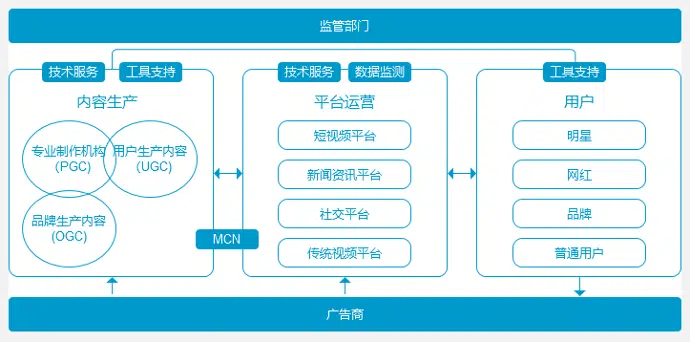 监管部门
技术服务
工具支持
技术服务
数据监测
工具支持
内容生产
平台运营
用户
专业制作机构
（PGC)
用户生产内容
（UGC)
品牌生产内容
(OGC)
短视频平台
新闻资讯平台
社交平台
传统视频平台
明星
网红
品牌
普通用户
MCN
广告商